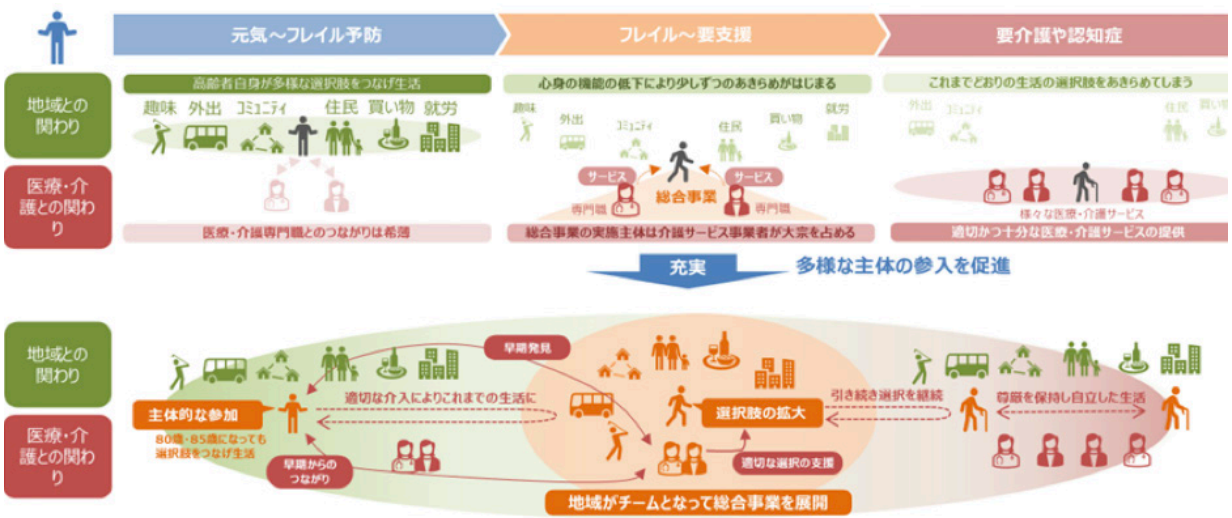 元気～フレイル予防
フレイル～要支援
要介護や認知症
地域との
関わり
高齢者自身が多様な選択肢をつなげ生活
趣味 外出 コミュニティ 住民 買い物 就労
心身の機能の低下により少しずつのあきらめがはじまる
趣味
外出
コミュニティ
住民
買い物
就労
これまでどおりの生活の選択肢をあきらめてしまう
外出
コミュニティ
住民
買い物
医療・介
護との関わ
り
医療・介護専門職とのつながりは希薄
サービス
サービス
総合事業
専門職
専門職
総合事業の実施主体は介護サービス事業者が大宗を占める
様々な医療・介護サービス
適切かつ十分な医療・介護サービスの提供
充実
多様な主体の参入を促進
地域との
関わり
早期発見
主体的な参加
80歳・85歳になっても
選択肢をつなげ生活
適切な介入によりこれまでの生活に
選択肢の拡大
引き続き選択を継続
尊厳を保持し自立した生活
医療・介
護との関わ
り
早期からの
つながり
適切な選択の支援
地域がチームとなって総合事業を展開